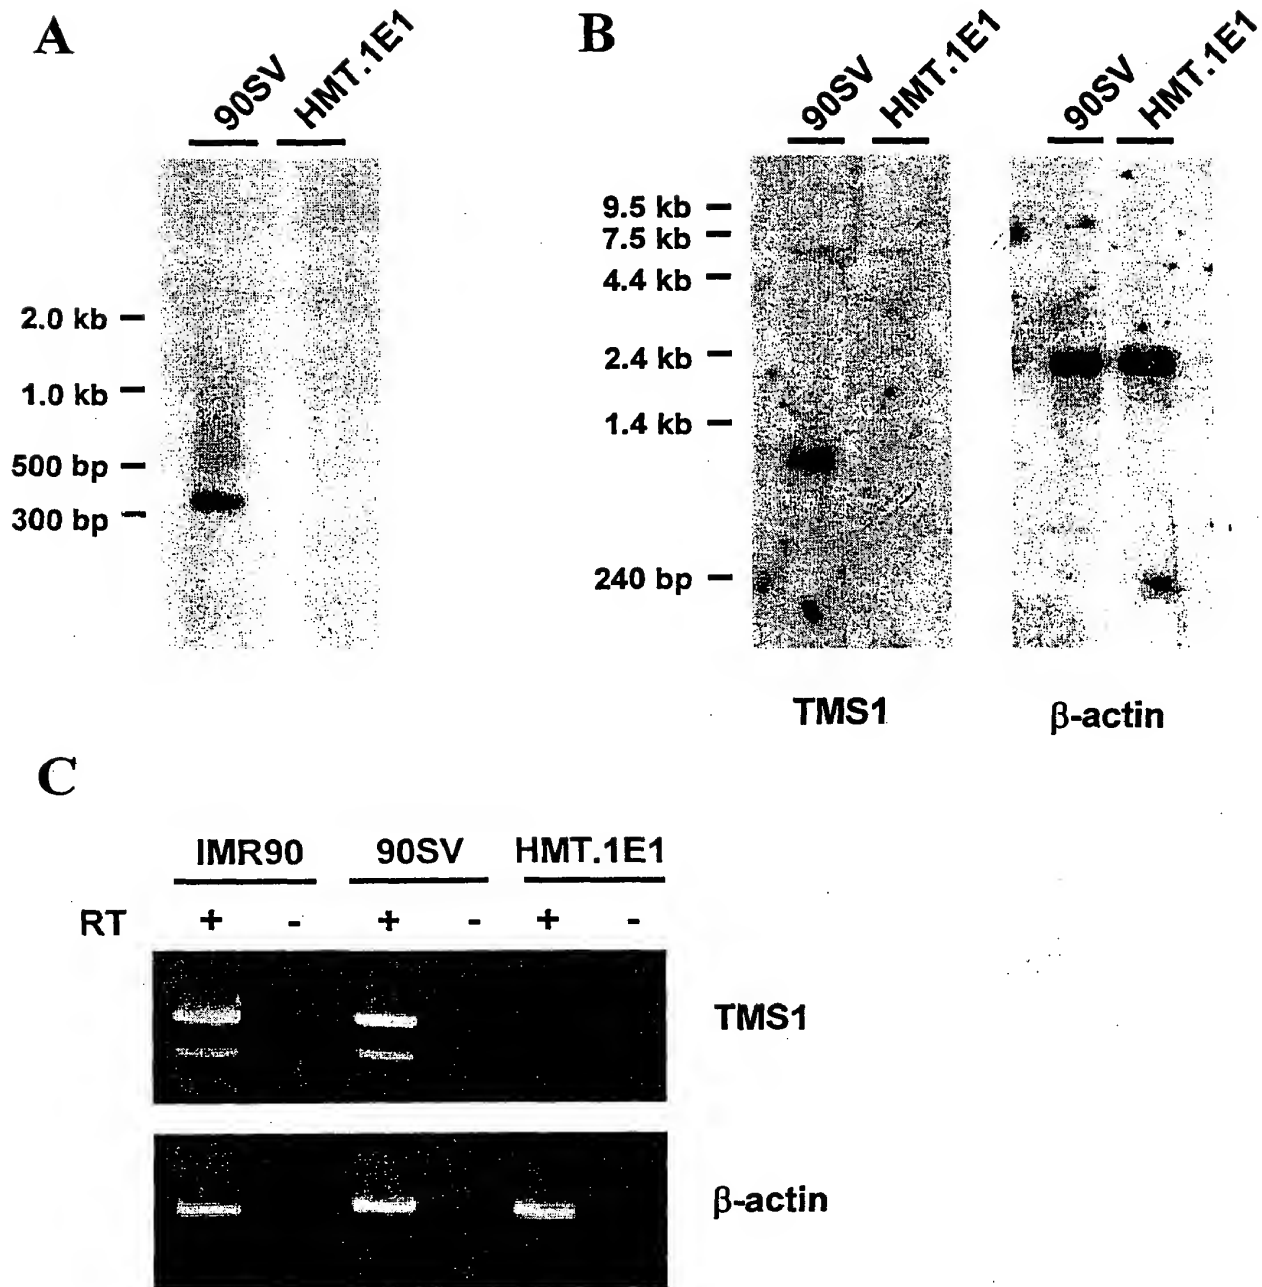 A
90SV
HMT.1E1
2.0 kb
1.0 kb
500 bp
300 bp
B
90SV
HMT.1E1
90SV
HMT.1E1
9.5 kb
7.5 kb
4.4 kb
2.4 kb
1.4 kb
240 bp
TMS1
β-actin
C
IMR90
90SV
HMT.1E1
RT + - + - + -
TMS1
β-actin